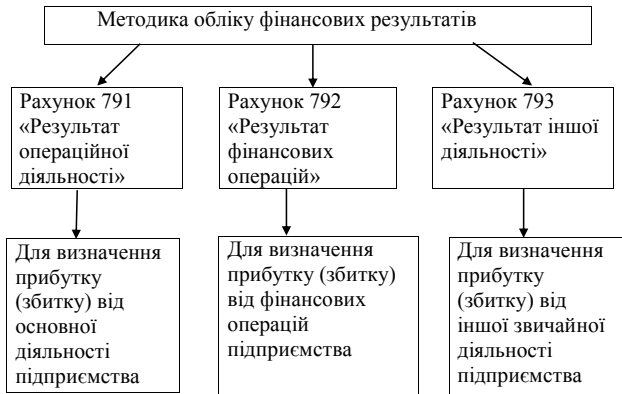 Методика обліку фінансових результатів
Рахунок 791
«Результат
операційної
діяльності»
Рахунок 792
«Результат
фінансових
операцій»
Рахунок 793
«Результат іншої
діяльності»
Для визначення
прибутку
(збитку) від
основної
діяльності
підприємства
Для визначення
прибутку (збитку)
від фінансових
операцій
підприємства
Для визначення
прибутку
(збитку) від
іншої звичайної
діяльності
підприємства